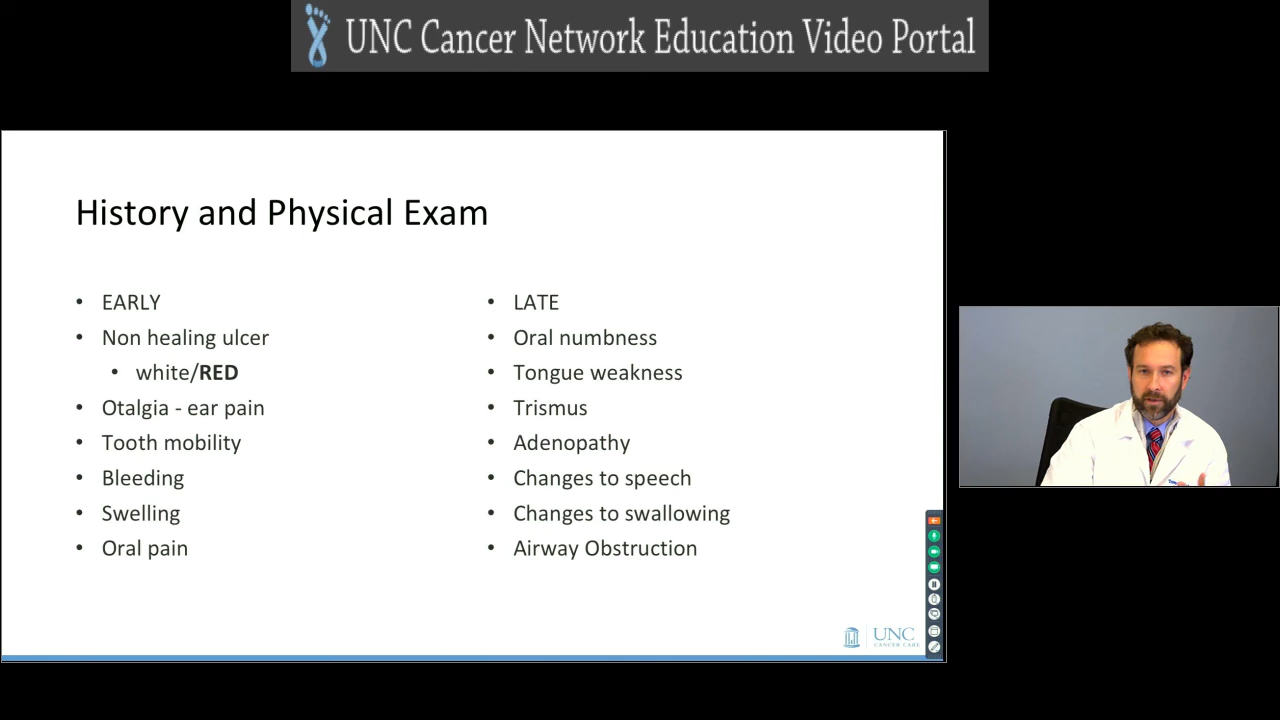 UNC Cancer Network Education Video Portal
History and Physical Exam
• EARLY
• Non healing ulcer
• white/RED
• Otalgia - ear pain
• Tooth mobility
• Bleeding
• Swelling
• Oral pain
• LATE
• Oral numbness
• Tongue weakness
• Trismus
• Adenopathy
• Changes to speech
• Changes to swallowing
• Airway Obstruction
UNC
CANCER CARE